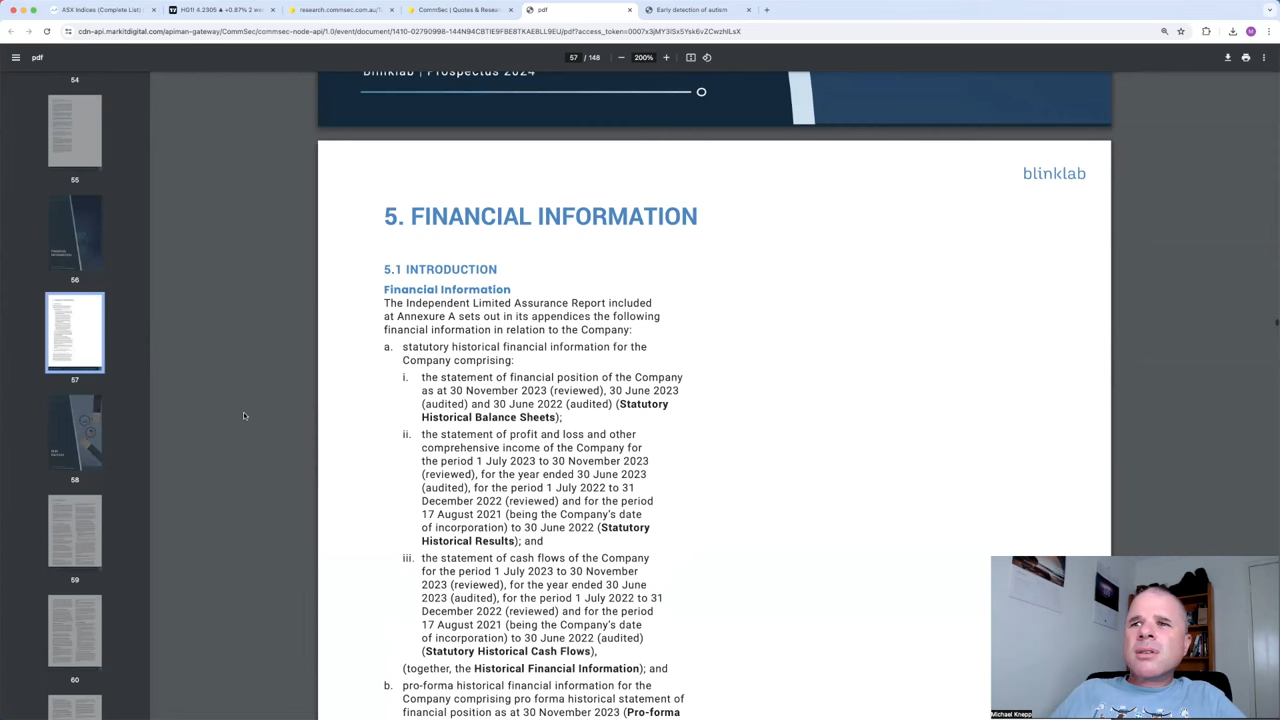 ASX Indices (Complete List)
HG1! 4.2305 ▲ +0.87% 2 we
research.commsec.com.au/
CommSec | Quotes & Resea
pdf
Early detection of autism
pdf
57 / 148
200%
54
55
56
57
58
59
60
Blinklab | Prospectus 2024
blinklab
5. FINANCIAL INFORMATION
5.1 INTRODUCTION
Financial Information
The Independent Limited Assurance Report included
at Annexure A sets out in its appendices the following
financial information in relation to the Company:
a. statutory historical financial information for the
Company comprising:
i. the statement of financial position of the Company
as at 30 November 2023 (reviewed), 30 June 2023
(audited) and 30 June 2022 (audited) (Statutory
Historical Balance Sheets);
ii. the statement of profit and loss and other
comprehensive income of the Company for
the period 1 July 2023 to 30 November 2023
(reviewed), for the year ended 30 June 2023
(audited), for the period 1 July 2022 to 31
December 2022 (reviewed) and for the period
17 August 2021 (being the Company's date
of incorporation) to 30 June 2022 (Statutory
Historical Results); and
iii. the statement of cash flows of the Company
for the period 1 July 2023 to 30 November
2023 (reviewed), for the year ended 30 June
2023 (audited), for the period 1 July 2022 to 31
December 2022 (reviewed) and for the period
17 August 2021 (being the Company's date
of incorporation) to 30 June 2022 (audited)
(Statutory Historical Cash Flows),
(together, the Historical Financial Information); and
b. pro-forma historical financial information for the
Company comprising pro forma historical statement of
financial position as at 30 November 2023 (Pro-forma
Michael Knepp